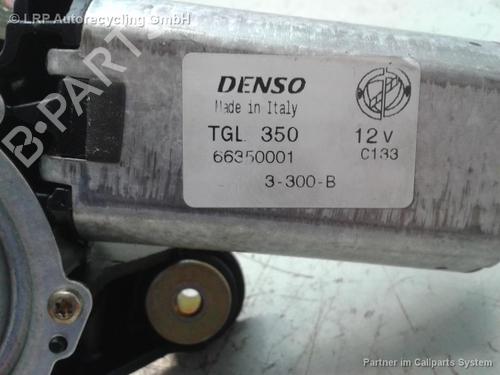 © LRP Autorecycling GmbH
B-PARTS
DENSO
Made in Italy
TGL 350 12 V
66350001 C133
3-300-B
Partner im Callparts System